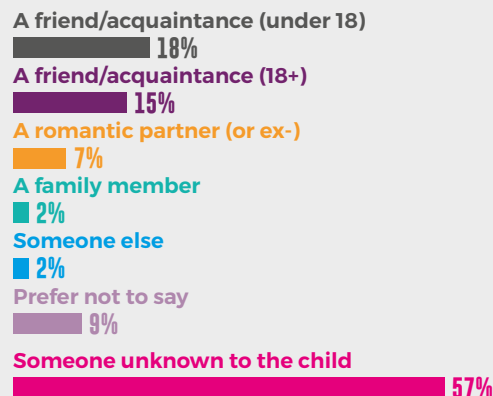 A friend/acquaintance (under 18)
18%
A friend/acquaintance (18+)
15%
A romantic partner (or ex-)
7%
A family member
2%
Someone else
2%
Prefer not to say
9%
Someone unknown to the child
57%